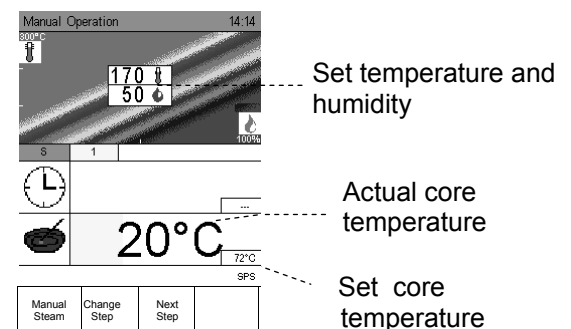 Manual Operation 14:14
300°C
170
50
Set temperature and
humidity
100%
S 1
...
Actual core
temperature
20°C
72°C
SPS
Set core
temperature
Manual
Steam
Change
Step
Next
Step